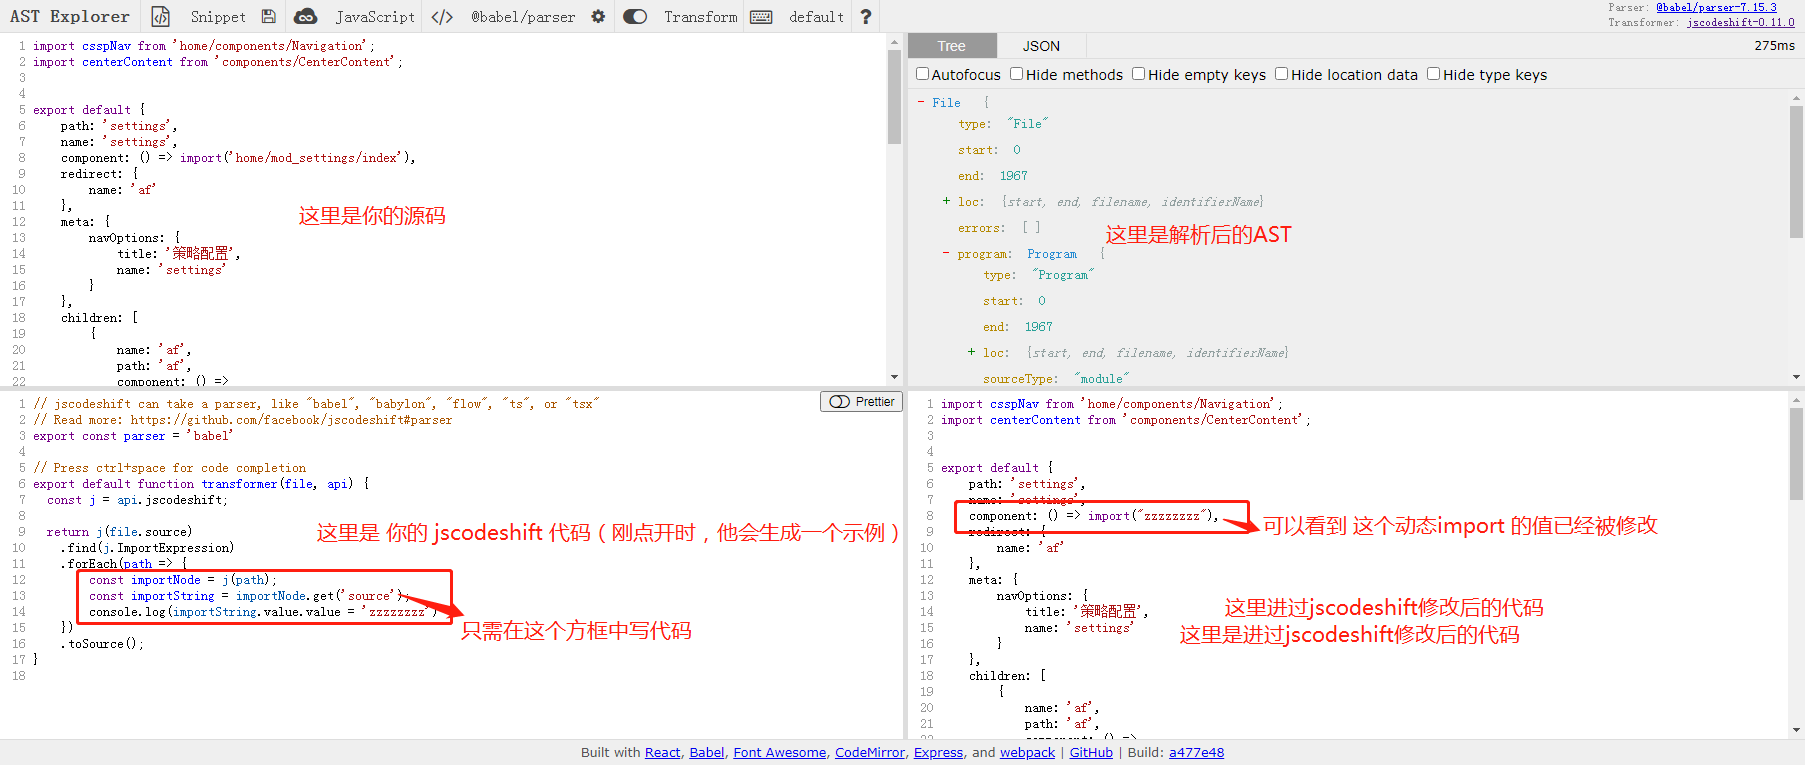 AST Explorer Snippet JavaScript </> @babel/parser Transform default ?
Parser: @babel/parser-7.15.3
Transformer: jscodeshift-0.11.0
1 import csspNav from 'home/components/Navigation';
2 import centerContent from 'components/CenterContent';
3
4
5 export default {
6 path: 'settings',
7 name: 'settings',
8 component: () => import('home/mod_settings/index'),
9 redirect: {
10 name: 'af'
11 },
12 meta: {
13 navOptions: {
14 title: '策略配置',
15 name: 'settings'
16 }
17 },
18 children: [
19 {
20 name: 'af',
21 path: 'af',
22 component: () =>
这里是你的源码
Tree JSON 275ms
Autofocus Hide methods Hide empty keys Hide location data Hide type keys
- File {
type: "File"
start: 0
end: 1967
+ loc: {start, end, filename, identifierName}
errors: [ ]
- program: Program {
type: "Program"
start: 0
end: 1967
+ loc: {start, end, filename, identifierName}
sourceType: "module"
这里是解析后的AST
Prettier
1 // jscodeshift can take a parser, like "babel", "babylon", "flow", "ts", or "tsx"
2 // Read more: https://github.com/facebook/jscodeshift#parser
3 export const parser = 'babel'
4
5 // Press ctrl+space for code completion
6 export default function transformer(file, api) {
7 const j = api.jscodeshift;
8
9 return j(file.source)
10 .find(j.ImportExpression)
11 .forEach(path => {
12 const importNode = j(path);
13 const importString = importNode.get('source');
14 console.log(importString.value.value = 'zzzzzzzz')
15 })
16 .toSource();
17 }
18
这里是 你的 jscodeshift 代码（刚点开时，他会生成一个示例）
只需在这个方框中写代码
1 import csspNav from 'home/components/Navigation';
2 import centerContent from 'components/CenterContent';
3
4
5 export default {
6 path: 'settings',
7 name: 'settings',
8 component: () => import("zzzzzzzz"),
9 redirect: {
10 name: 'af'
11 },
12 meta: {
13 navOptions: {
14 title: '策略配置',
15 name: 'settings'
16 }
17 },
18 children: [
19 {
20 name: 'af',
21 path: 'af',
22 component: () =>
可以看到 这个动态import 的值已经被修改
这里进过jscodeshift修改后的代码
这里是进过jscodeshift修改后的代码
Built with React, Babel, Font Awesome, CodeMirror, Express, and webpack | GitHub | Build: a477e48